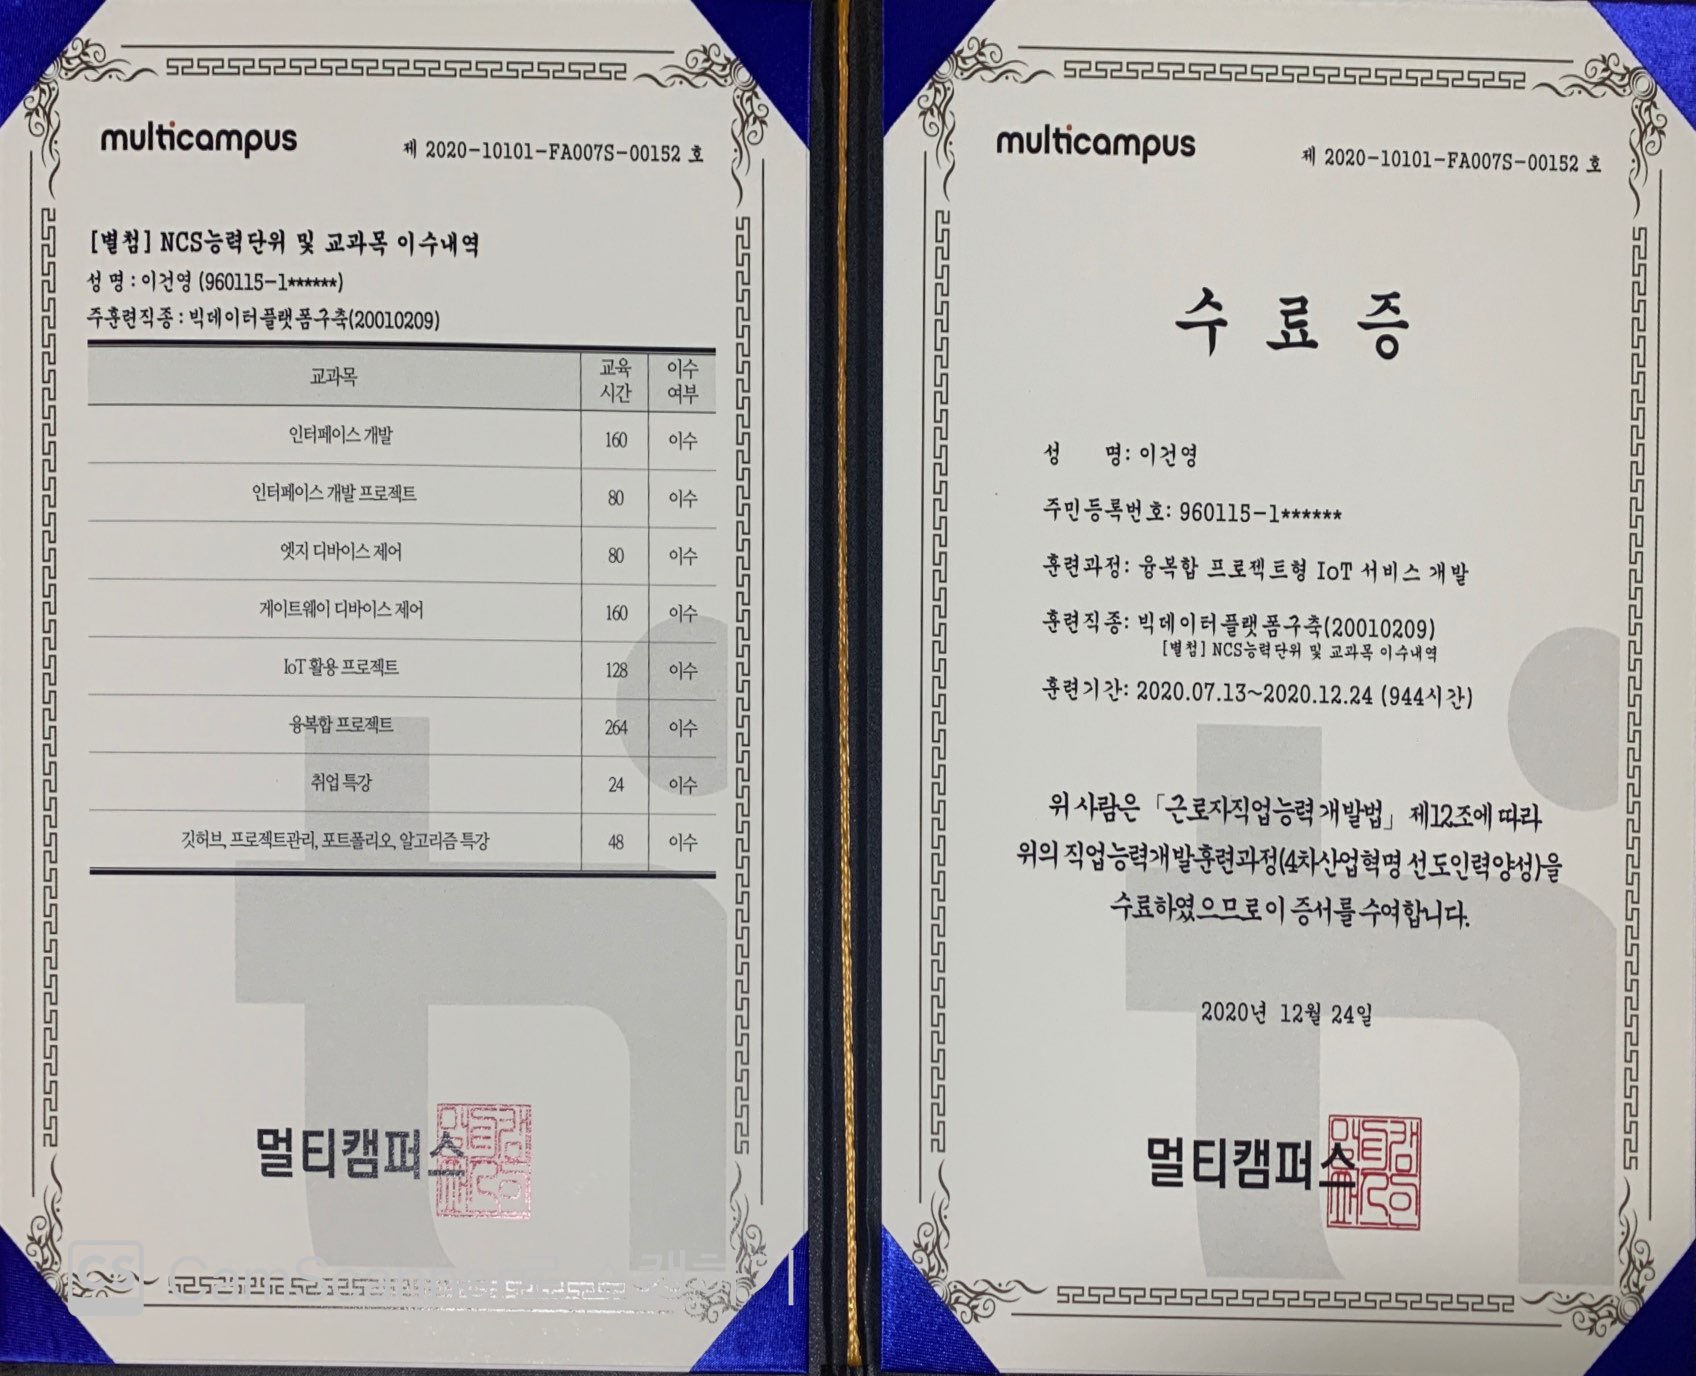 multicampus
제 2020-10101-FA007S-00152 호
[별첨] NCS능력단위 및 교과목 이수내역
성 명 : 이건영 (960115-1******)
주훈련직종 : 빅데이터플랫폼구축(20010209)
교과목 교육시간 이수여부
인터페이스 개발 160 이수
인터페이스 개발 프로젝트 80 이수
엣지 디바이스 제어 80 이수
게이트웨이 디바이스 제어 160 이수
IoT 활용 프로젝트 128 이수
융복합 프로젝트 264 이수
취업 특강 24 이수
깃허브, 프로젝트관리, 포트폴리오, 알고리즘 특강 48 이수
멀티캠퍼스
CS CamScanner
multicampus
제 2020-10101-FA007S-00152 호
수 료 증
성 명: 이건영
주민등록번호: 960115-1******
훈련과정: 융복합 프로젝트형 IoT 서비스 개발
훈련직종: 빅데이터플랫폼구축(20010209)
[별첨] NCS능력단위 및 교과목 이수내역
훈련기간: 2020.07.13~2020.12.24 (944시간)
위 사람은 「근로자직업능력 개발법」 제12조에 따라
위의 직업능력개발훈련과정(4차산업혁명 선도인력양성)을
수료하였으므로 이 증서를 수여합니다.
2020년 12월 24일
멀티캠퍼스